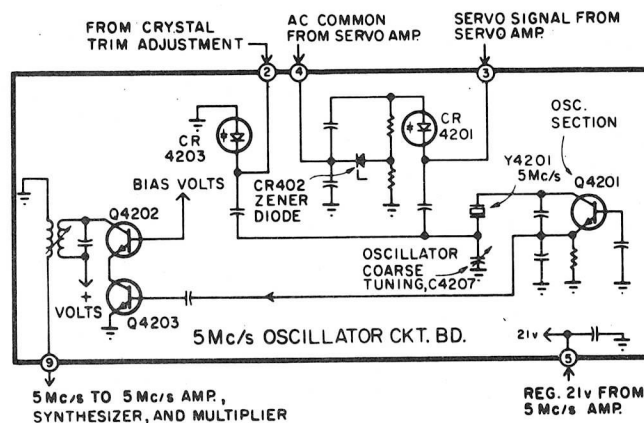 FROM CRYSTAL
TRIM ADJUSTMENT
AC COMMON
FROM SERVO AMP.
SERVO SIGNAL FROM
SERVO AMP.
2
4
3
CR
4203
CR
4201
OSC.
SECTION
Y4201
5Mc/s
Q4201
BIAS VOLTS
CR402
ZENER
DIODE
Q4202
OSCILLATOR
COARSE
TUNING,C4207
+
VOLTS
Q4203
5Mc/s OSCILLATOR CKT. BD.
21v
9
5
5Mc/s TO 5Mc/s AMP.,
SYNTHESIZER, AND MULTIPLIER
REG. 21v FROM
5Mc/s AMP.